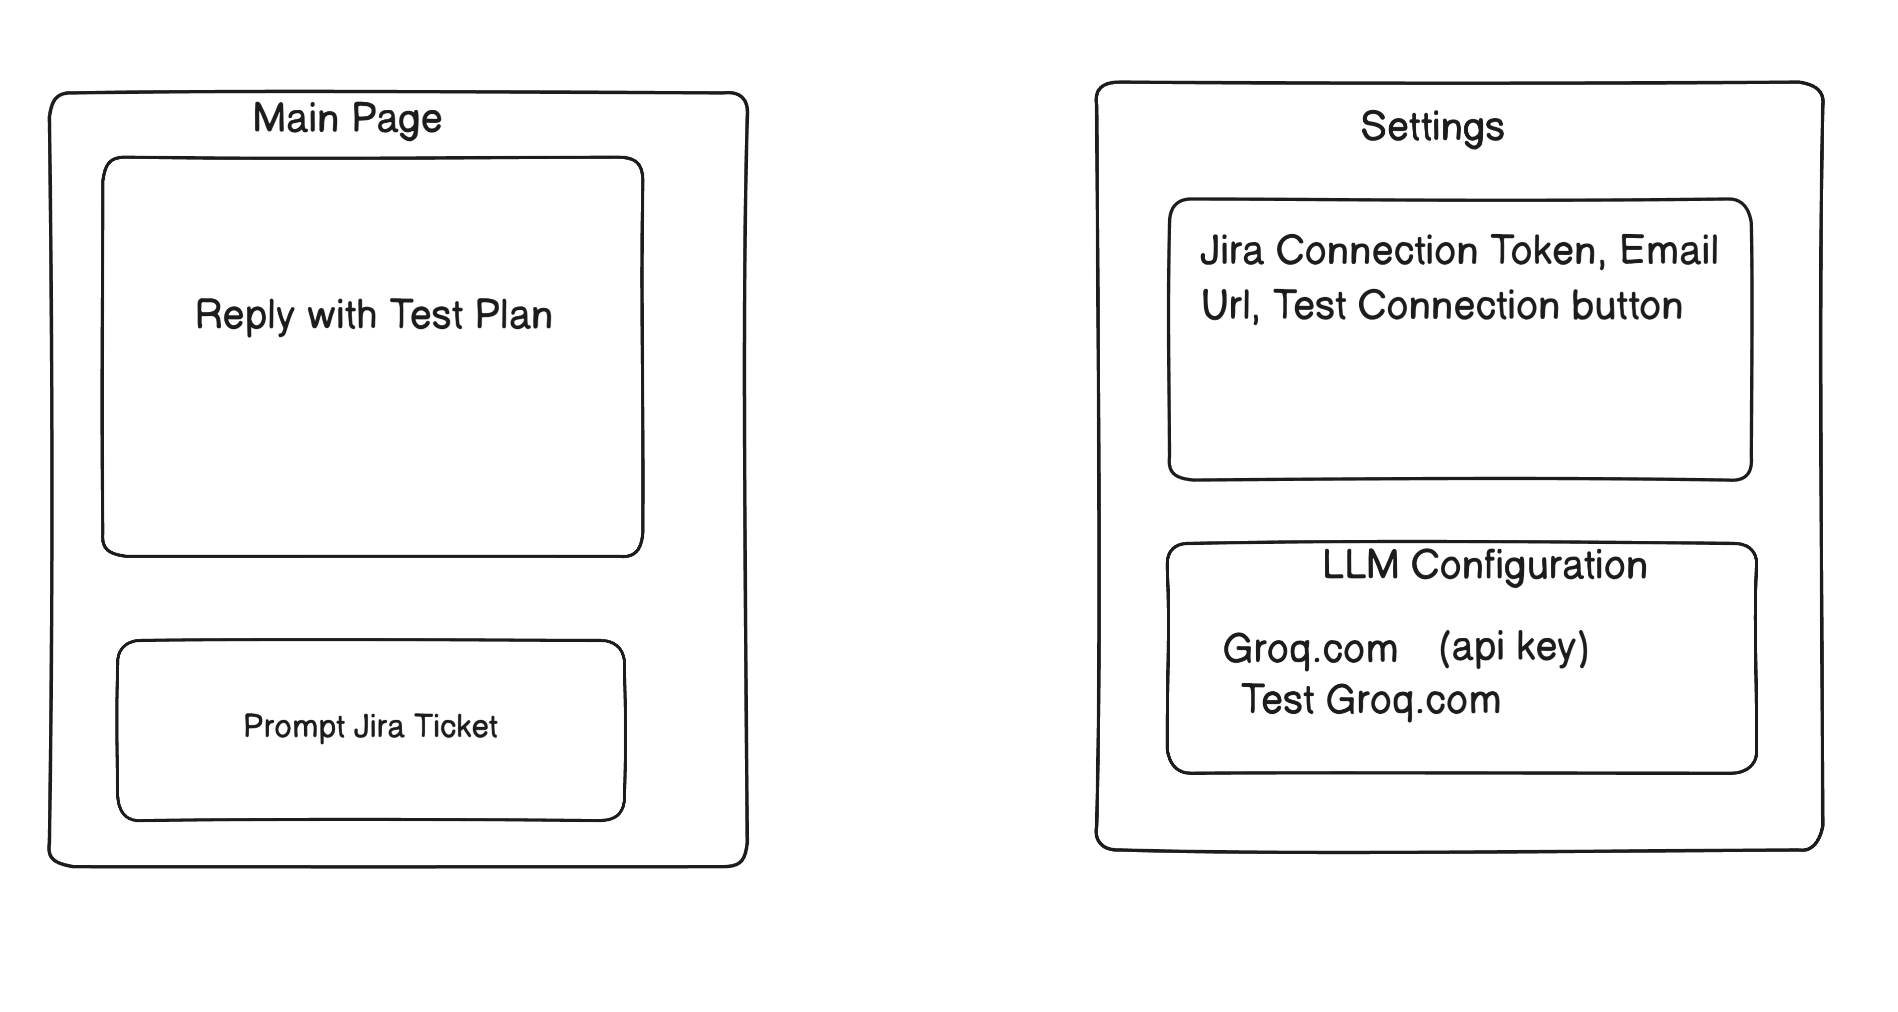 Main Page
Reply with Test Plan
Prompt Jira Ticket
Settings
Jira Connection Token, Email
Url, Test Connection button
LLM Configuration
Groq.com (api key)
Test Groq.com